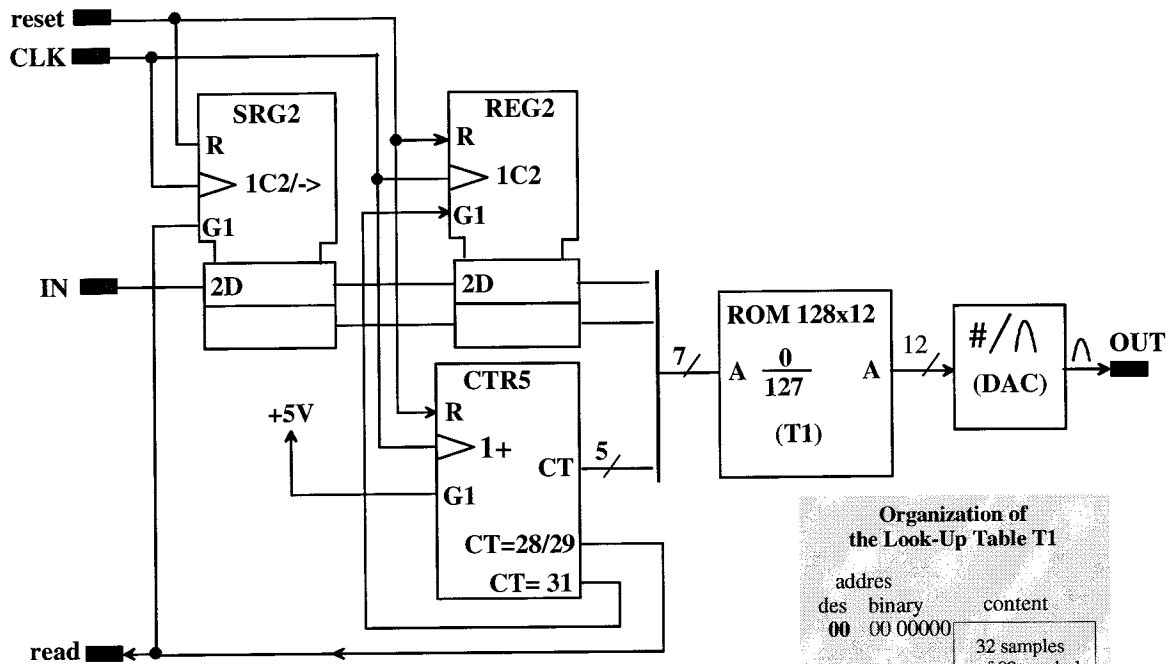 reset
CLK
SRG2
R
1C2/->
G1
REG2
R
1C2
G1
IN
2D
2D
CTR5
R
+5V
1+
CT
5
G1
CT=28/29
CT= 31
read
7
ROM 128x12
A 0 A
127
(T1)
12
#/∩
(DAC)
∩
OUT
Organization of
the Look-Up Table T1
addres
des binary content
00 00 00000
32 samples